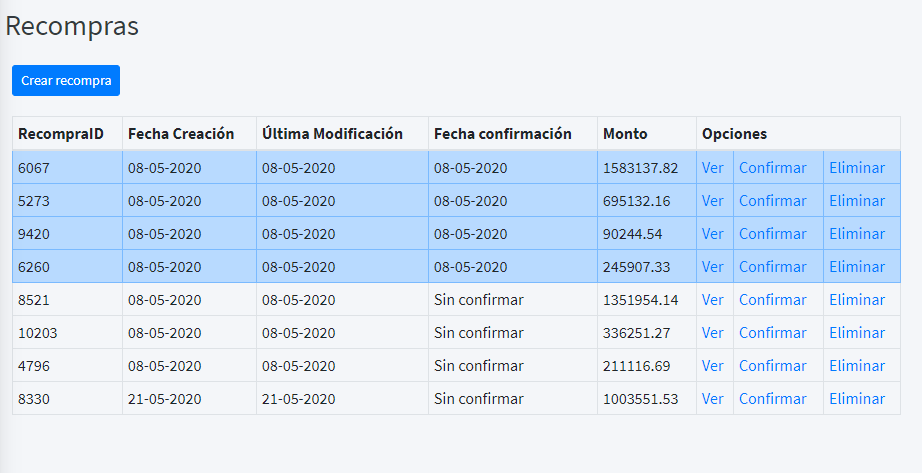 Recompras
Crear recompra
RecompraID Fecha Creación Última Modificación Fecha confirmación Monto Opciones
6067 08-05-2020 08-05-2020 08-05-2020 1583137.82 Ver Confirmar Eliminar
5273 08-05-2020 08-05-2020 08-05-2020 695132.16 Ver Confirmar Eliminar
9420 08-05-2020 08-05-2020 08-05-2020 90244.54 Ver Confirmar Eliminar
6260 08-05-2020 08-05-2020 08-05-2020 245907.33 Ver Confirmar Eliminar
8521 08-05-2020 08-05-2020 Sin confirmar 1351954.14 Ver Confirmar Eliminar
10203 08-05-2020 08-05-2020 Sin confirmar 336251.27 Ver Confirmar Eliminar
4796 08-05-2020 08-05-2020 Sin confirmar 211116.69 Ver Confirmar Eliminar
8330 21-05-2020 21-05-2020 Sin confirmar 1003551.53 Ver Confirmar Eliminar